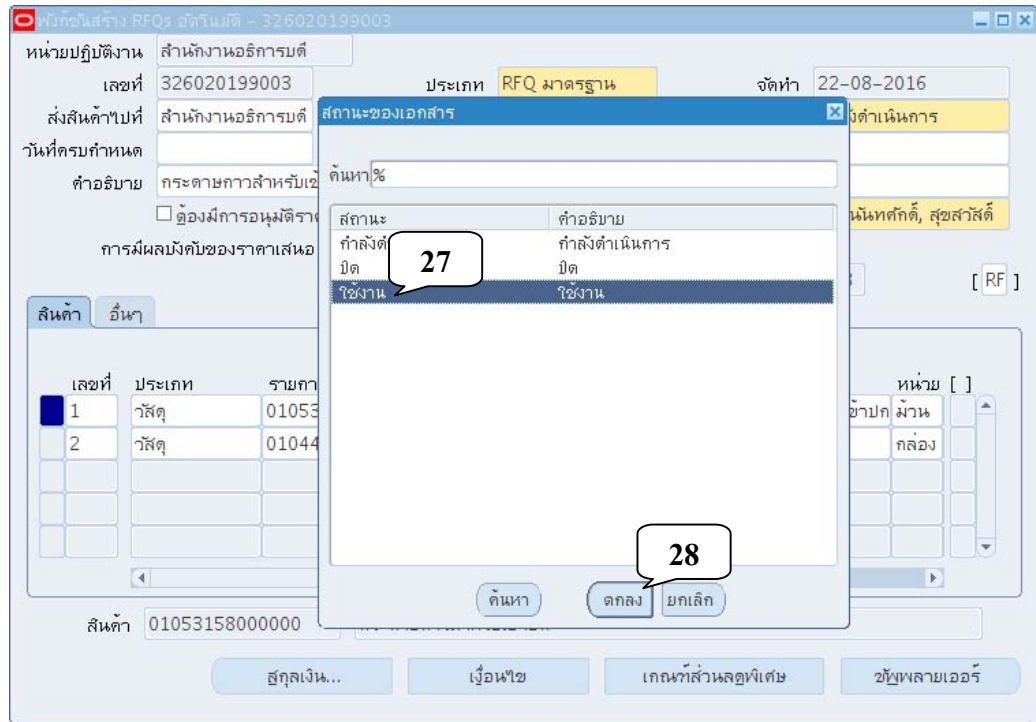 ฟังก์ชันสร้าง RFQs อัตโนมัติ - 326020199003
หน่วยปฏิบัติงาน สำนักงานอธิการบดี
เลขที่ 326020199003 ประเภท RFQ มาตรฐาน จัดทำ 22-08-2016
ส่งสินค้าไปที่ สำนักงานอธิการบดี งดำเนินการ
วันที่ครบกำหนด
คำอธิบาย กระดาษกาวสำหรับเข้
ต้องมีการอนุมัติรา นันทศักดิ์, สุขสวัสดิ์
การมีผลบังคับของราคาเสนอ [ RF ]
สถานะของเอกสาร
ค้นหา %
สถานะ คำอธิบาย
กำลังดำ กำลังดำเนินการ
ปิด ปิด
ใช้งาน ใช้งาน
27
28
ค้นหา ตกลง ยกเลิก
สินค้า อื่นๆ
เลขที่ ประเภท รายกา หน่วย [ ]
1 วัสดุ 01053 ข้าปก ม้วน
2 วัสดุ 01044 กล่อง
สินค้า 01053158000000
สกุลเงิน... เงื่อนไข เกณฑ์ส่วนลดพิเศษ ซัพพลายเออร์